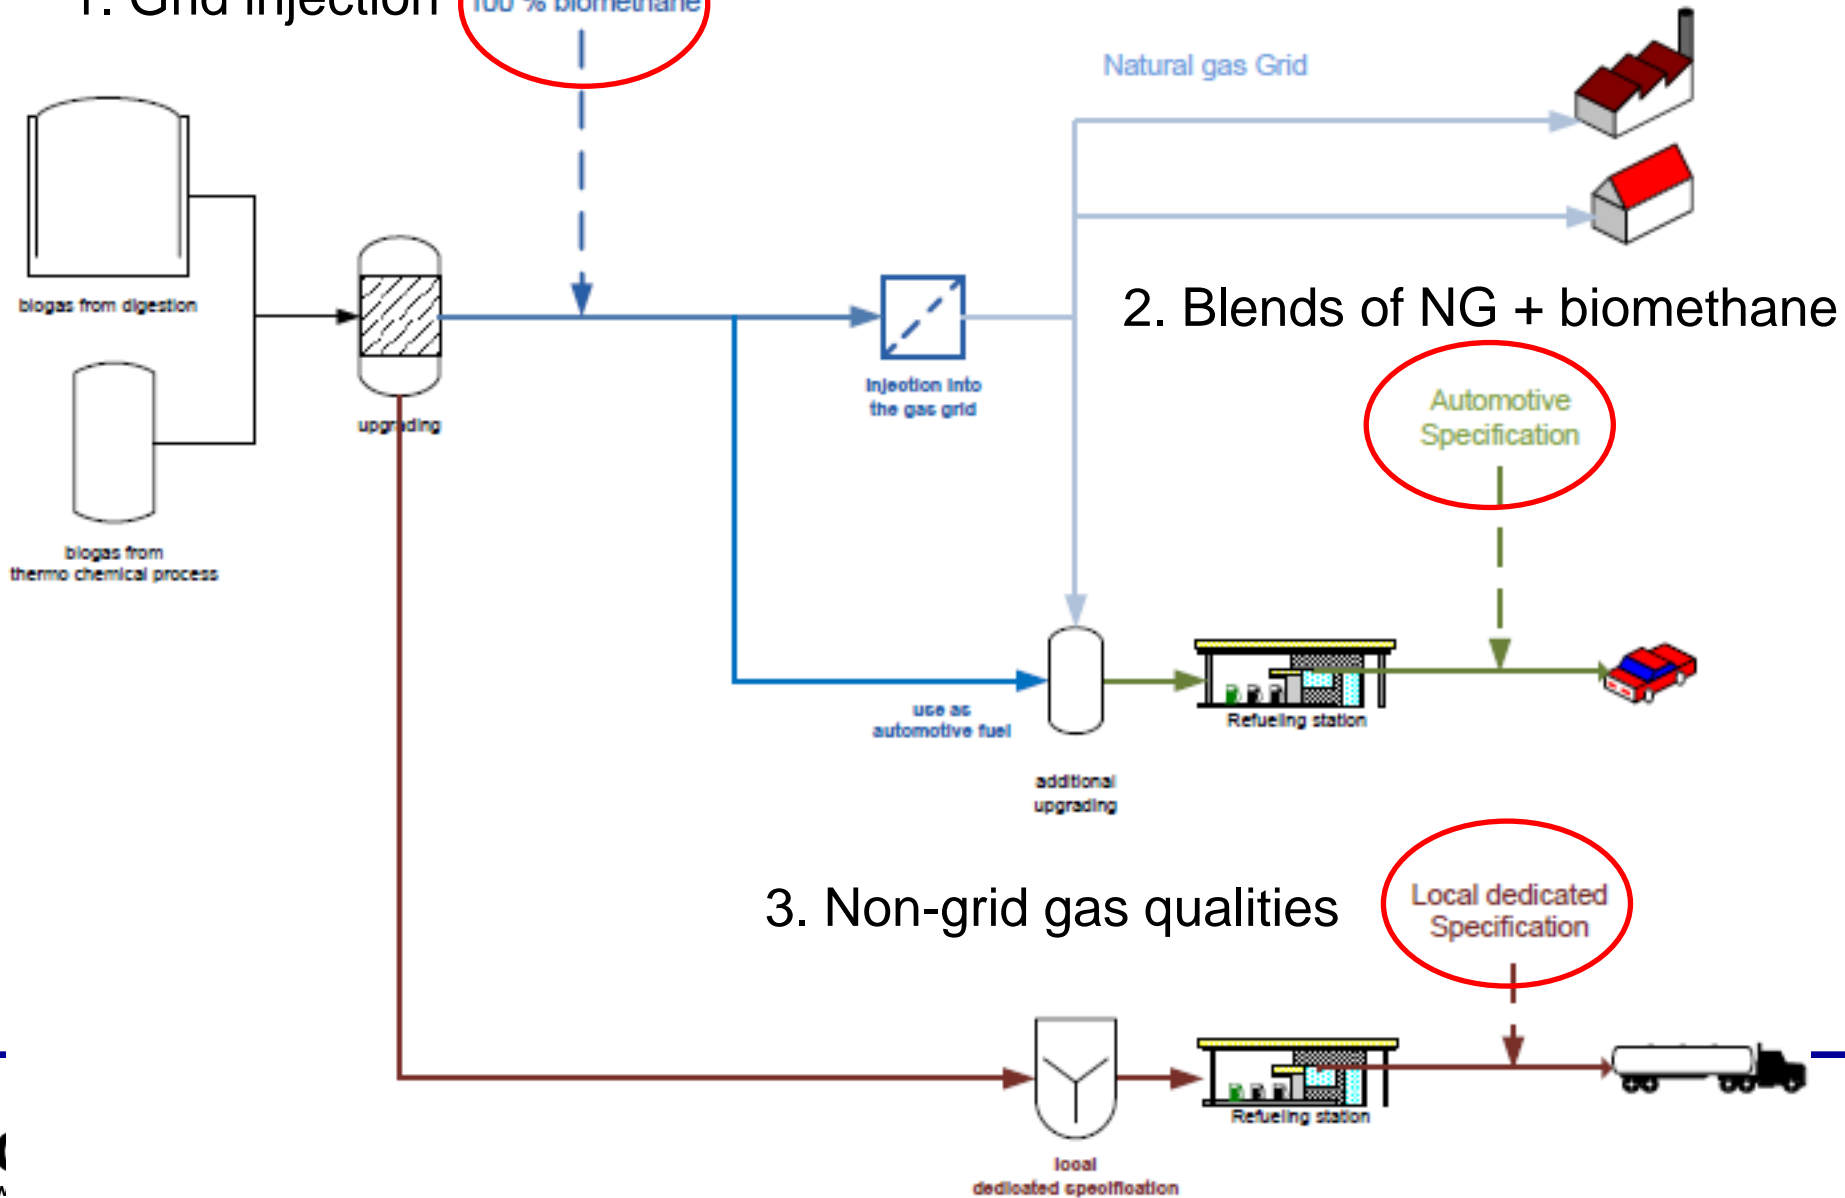 1. Grid injection
100 % biomethane
Natural gas Grid
biogas from digestion
2. Blends of NG + biomethane
Injection into
the gas grid
Automotive
Specification
upgrading
biogas from
thermo chemical process
use as
automotive fuel
Refueling station
additional
upgrading
3. Non-grid gas qualities
Local dedicated
Specification
Refueling station
local
dedicated specification